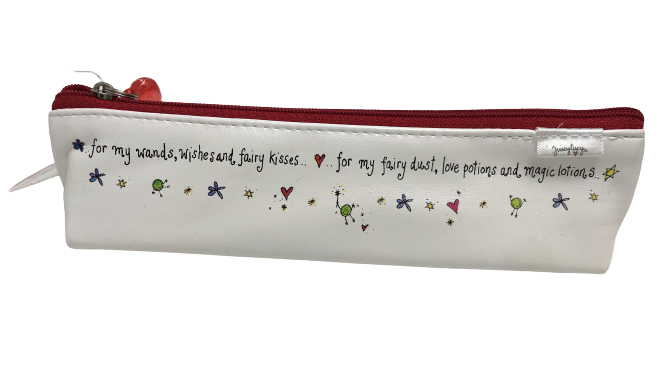 for my wands, wishes and, fairy kisses.. for my fairy dust, love potions and, magic lotions..